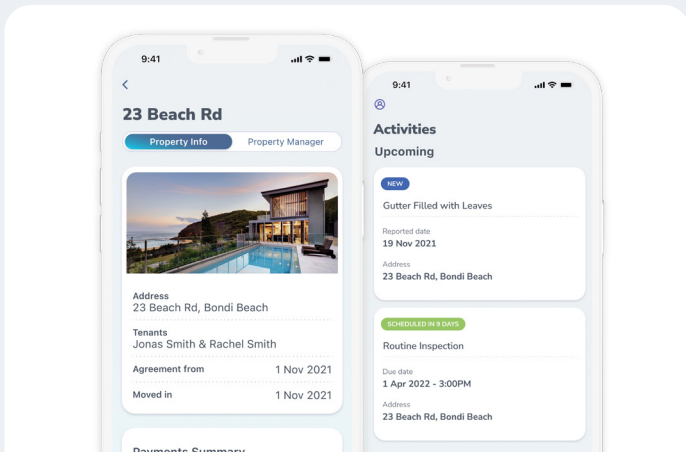 9:41
23 Beach Rd
Property Info
Property Manager
Address
23 Beach Rd, Bondi Beach
Tenants
Jonas Smith & Rachel Smith
Agreement from
1 Nov 2021
Moved in
1 Nov 2021
Payments Summary
9:41
Activities
Upcoming
NEW
Gutter Filled with Leaves
Reported date
19 Nov 2021
Address
23 Beach Rd, Bondi Beach
SCHEDULED IN 9 DAYS
Routine Inspection
Due date
1 Apr 2022 - 3:00PM
Address
23 Beach Rd, Bondi Beach